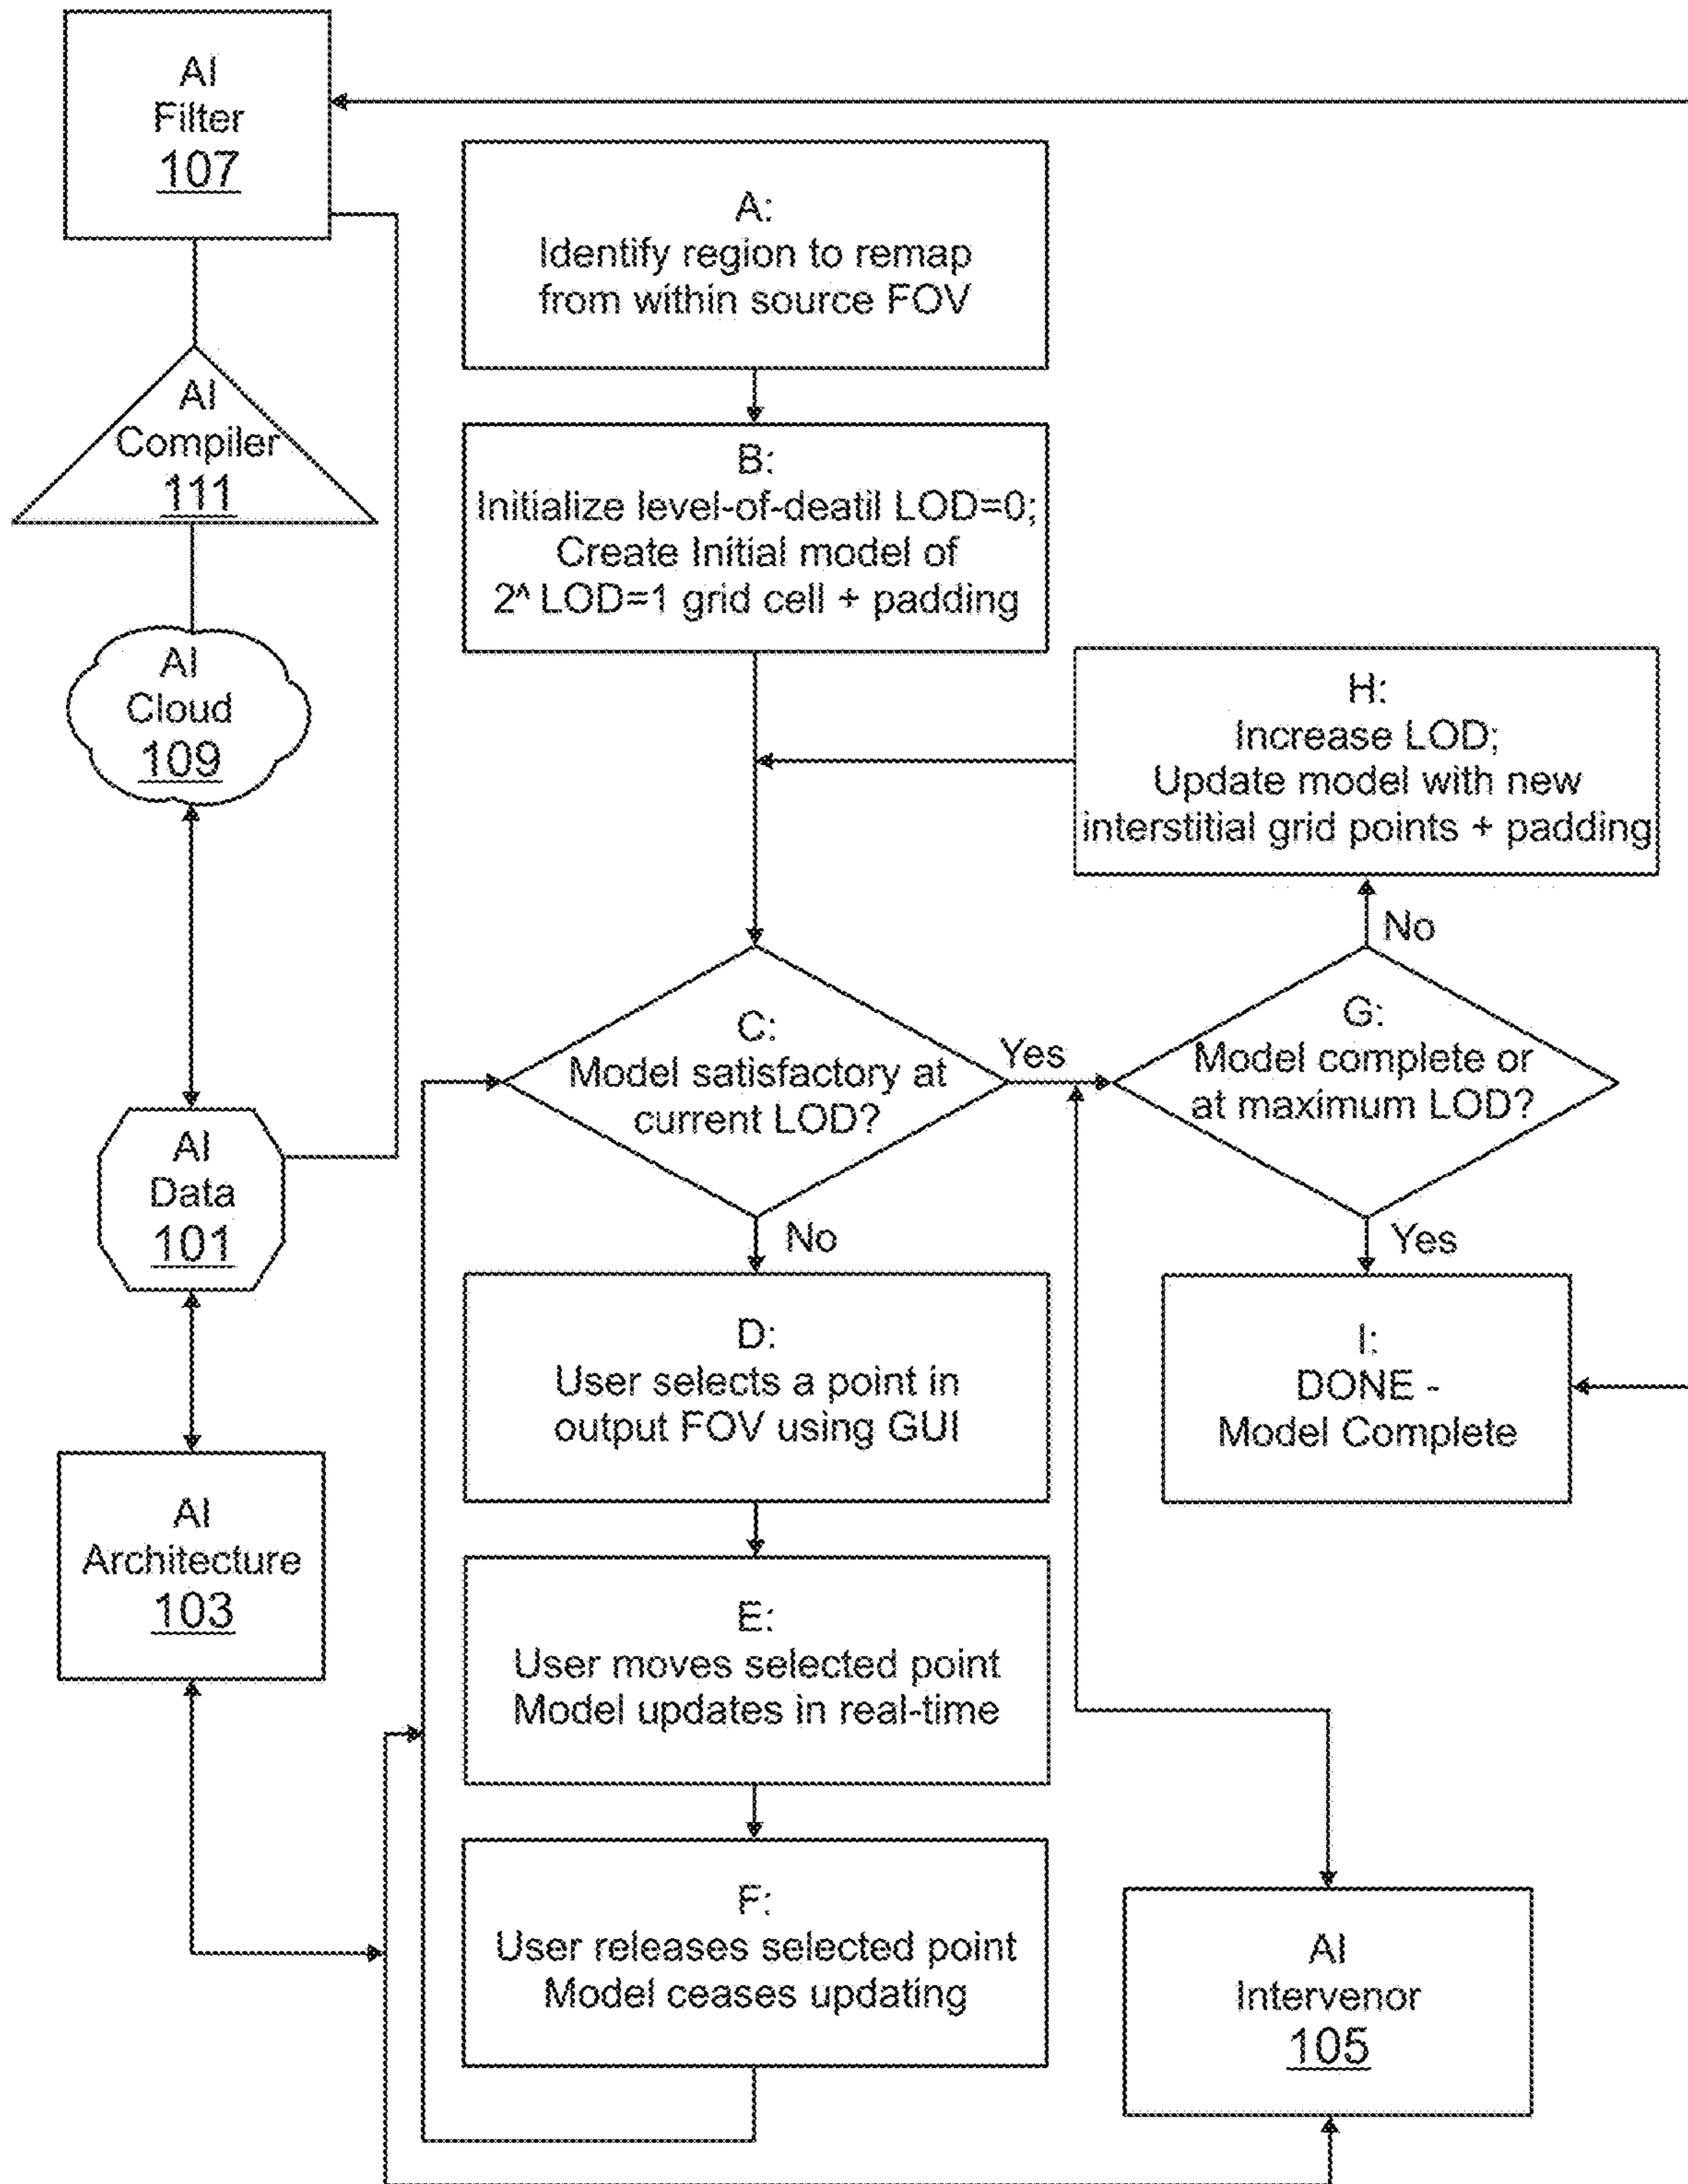 AI
Filter
107
AI
Compiler
111
AI
Cloud
109
AI
Data
101
AI
Architecture
103
A:
Identify region to remap
from within source FOV
B:
Initialize level-of-deatil LOD=0;
Create Initial model of
2^ LOD=1 grid cell + padding
H:
Increase LOD;
Update model with new
interstitial grid points + padding
No
C:
Model satisfactory at
current LOD?
Yes
G:
Model complete or
at maximum LOD?
No
Yes
D:
User selects a point in
output FOV using GUI
I:
DONE -
Model Complete
E:
User moves selected point
Model updates in real-time
F:
User releases selected point
Model ceases updating
AI
Intervenor
105